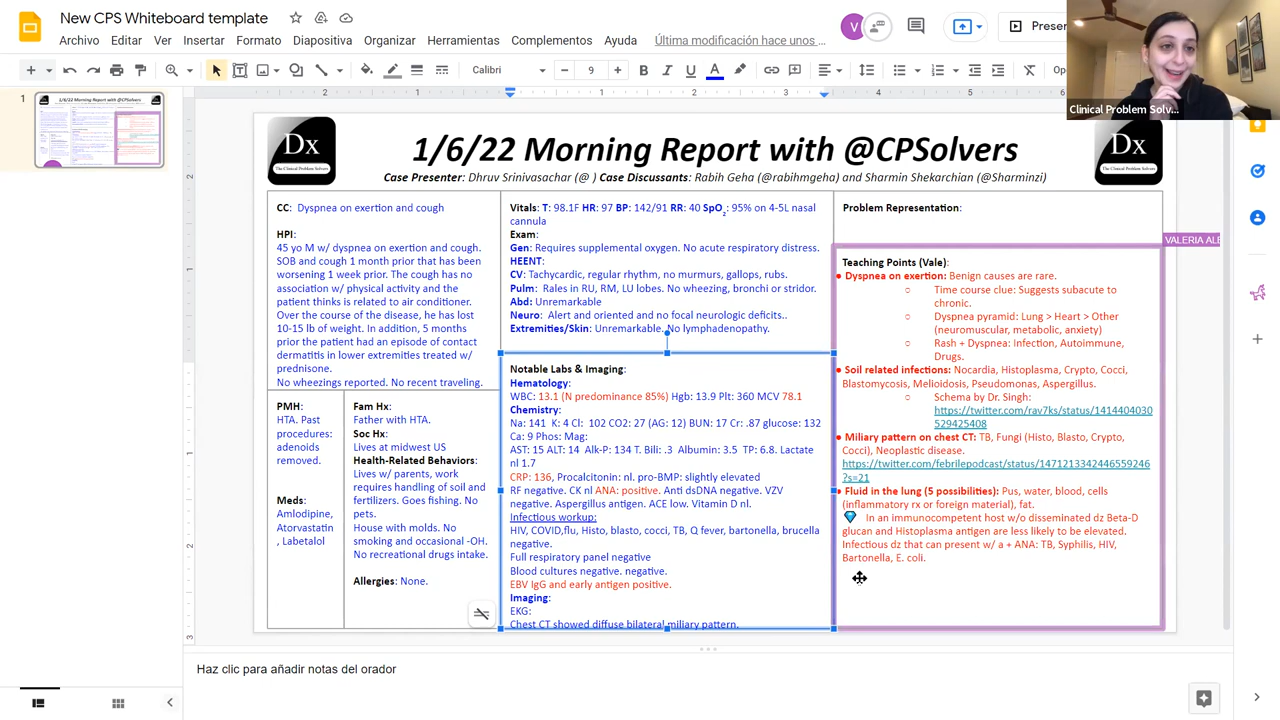 New CPS Whiteboard template
Archivo Editar Ver Insertar Formato Diapositiva Organizar Herramientas Complementos Ayuda Última modificación hace unos …
V
Presen
Calibri
9
Clinical Problem Solv...
1
1/6/22 Morning Report with @CPSolvers
Case Presenter: Dhruv Srinivasachar (@ ) Case Discussants: Rabih Geha (@rabihmgeha) and Sharmin Shekarchian (@Sharminzi)
Dx
The Clinical Problem Solvers
Dx
The Clinical Problem Solvers
CC: Dyspnea on exertion and cough
HPI:
45 yo M w/ dyspnea on exertion and cough.
SOB and cough 1 month prior that has been
worsening 1 week prior. The cough has no
association w/ physical activity and the
patient thinks is related to air conditioner.
Over the course of the disease, he has lost
10-15 lb of weight. In addition, 5 months
prior the patient had an episode of contact
dermatitis in lower extremities treated w/
prednisone.
No wheezings reported. No recent traveling.
PMH:
HTA. Past
procedures:
adenoids
removed.
Meds:
Amlodipine,
Atorvastatin
, Labetalol
Fam Hx:
Father with HTA.
Soc Hx:
Lives at midwest US
Health-Related Behaviors:
Lives w/ parents, work
requires handling of soil and
fertilizers. Goes fishing. No
pets.
House with molds. No
smoking and occasional -OH.
No recreational drugs intake.
Allergies: None.
Vitals: T: 98.1F HR: 97 BP: 142/91 RR: 40 SpO2: 95% on 4-5L nasal
cannula
Exam:
Gen: Requires supplemental oxygen. No acute respiratory distress.
HEENT:
CV: Tachycardic, regular rhythm, no murmurs, gallops, rubs.
Pulm: Rales in RU, RM, LU lobes. No wheezing, bronchi or stridor.
Abd: Unremarkable
Neuro: Alert and oriented and no focal neurologic deficits..
Extremities/Skin: Unremarkable. No lymphadenopathy.
Notable Labs & Imaging:
Hematology:
WBC: 13.1 (N predominance 85%) Hgb: 13.9 Plt: 360 MCV 78.1
Chemistry:
Na: 141 K: 4 Cl: 102 CO2: 27 (AG: 12) BUN: 17 Cr: .87 glucose: 132
Ca: 9 Phos: Mag:
AST: 15 ALT: 14 Alk-P: 134 T. Bili: .3 Albumin: 3.5 TP: 6.8. Lactate
nl 1.7
CRP: 136, Procalcitonin: nl. pro-BMP: slightly elevated
RF negative. CK nl ANA: positive. Anti dsDNA negative. VZV
negative. Aspergillus antigen. ACE low. Vitamin D nl.
Infectious workup:
HIV, COVID,flu, Histo, blasto, cocci, TB, Q fever, bartonella, brucella
negative.
Full respiratory panel negative
Blood cultures negative. negative.
EBV IgG and early antigen positive.
Imaging:
EKG:
Chest CT showed diffuse bilateral miliary pattern.
Problem Representation:
VALERIA ALE
Teaching Points (Vale):
● Dyspnea on exertion: Benign causes are rare.
○ Time course clue: Suggests subacute to
chronic.
○ Dyspnea pyramid: Lung > Heart > Other
(neuromuscular, metabolic, anxiety)
○ Rash + Dyspnea: Infection, Autoimmune,
Drugs.
● Soil related infections: Nocardia, Histoplasma, Crypto, Cocci,
Blastomycosis, Melioidosis, Pseudomonas, Aspergillus.
○ Schema by Dr. Singh:
https://twitter.com/rav7ks/status/1414404030
529425408
● Miliary pattern on chest CT: TB, Fungi (Histo, Blasto, Crypto,
Cocci), Neoplastic disease.
https://twitter.com/febrilepodcast/status/1471213342446559246
?s=21
● Fluid in the lung (5 possibilities): Pus, water, blood, cells
(inflammatory rx or foreign material), fat.
In an immunocompetent host w/o disseminated dz Beta-D
glucan and Histoplasma antigen are less likely to be elevated.
Infectious dz that can present w/ a + ANA: TB, Syphilis, HIV,
Bartonella, E. coli.
Haz clic para añadir notas del orador